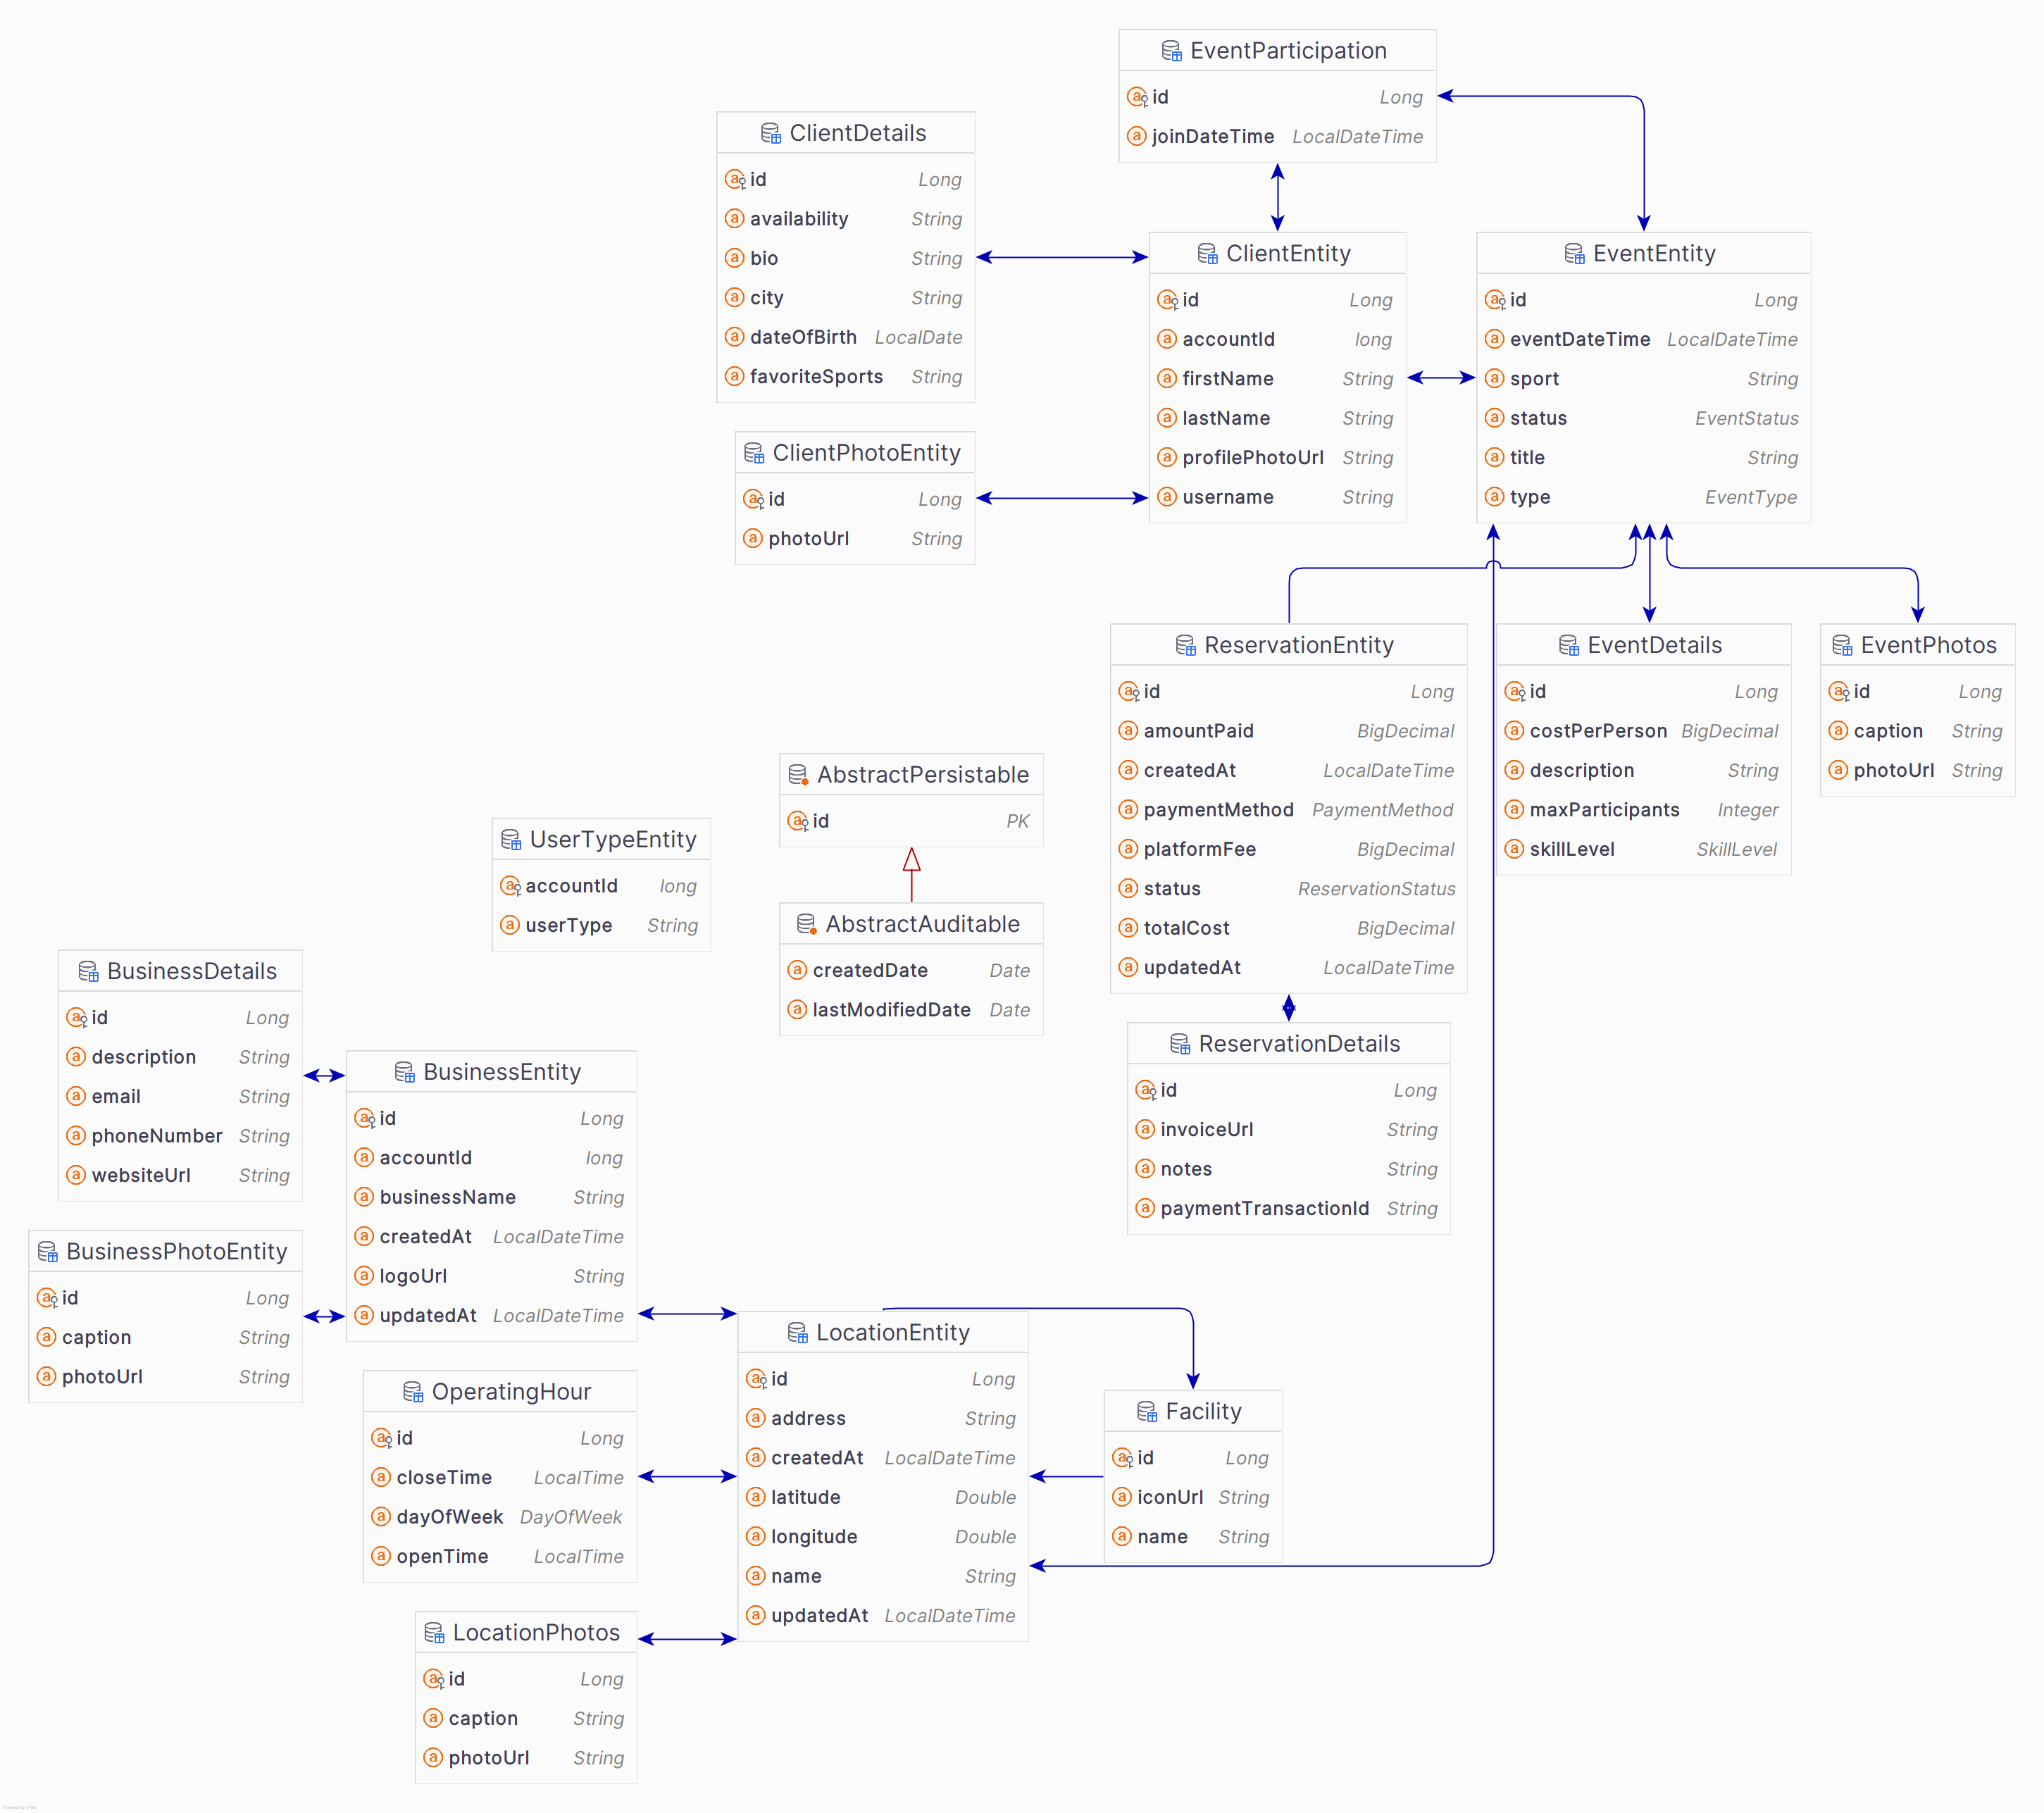 EventParticipation
id Long
joinDateTime LocalDateTime
ClientDetails
id Long
availability String
bio String
city String
dateOfBirth LocalDate
favoriteSports String
ClientEntity
id Long
accountId long
firstName String
lastName String
profilePhotoUrl String
username String
EventEntity
id Long
eventDateTime LocalDateTime
sport String
status EventStatus
title String
type EventType
ClientPhotoEntity
id Long
photoUrl String
ReservationEntity
id Long
amountPaid BigDecimal
createdAt LocalDateTime
paymentMethod PaymentMethod
platformFee BigDecimal
status ReservationStatus
totalCost BigDecimal
updatedAt LocalDateTime
EventDetails
id Long
costPerPerson BigDecimal
description String
maxParticipants Integer
skillLevel SkillLevel
EventPhotos
id Long
caption String
photoUrl String
AbstractPersistable
id PK
UserTypeEntity
accountId long
userType String
AbstractAuditable
createdDate Date
lastModifiedDate Date
BusinessDetails
id Long
description String
email String
phoneNumber String
websiteUrl String
ReservationDetails
id Long
invoiceUrl String
notes String
paymentTransactionId String
BusinessEntity
id Long
accountId long
businessName String
createdAt LocalDateTime
logoUrl String
updatedAt LocalDateTime
BusinessPhotoEntity
id Long
caption String
photoUrl String
LocationEntity
id Long
address String
createdAt LocalDateTime
latitude Double
longitude Double
name String
updatedAt LocalDateTime
OperatingHour
id Long
closeTime LocalTime
dayOfWeek DayOfWeek
openTime LocalTime
Facility
id Long
iconUrl String
name String
LocationPhotos
id Long
caption String
photoUrl String
Powered by yFiles